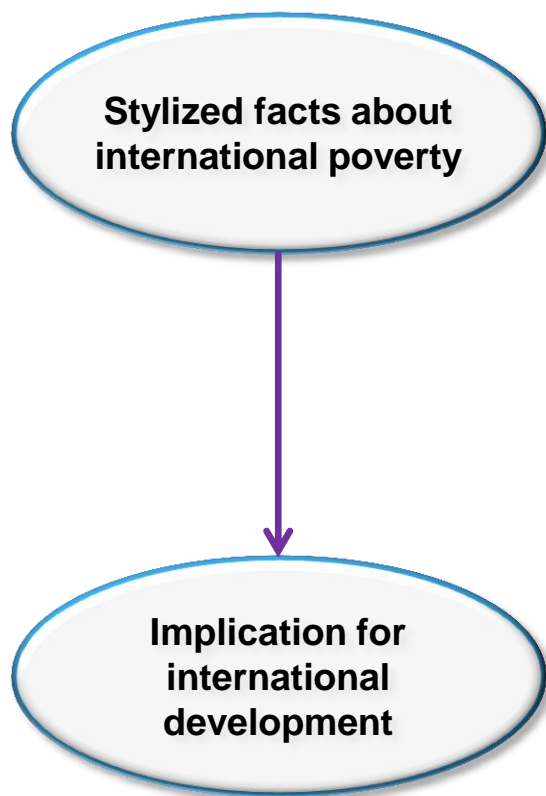 Stylized facts about
international poverty
Implication for
international
development